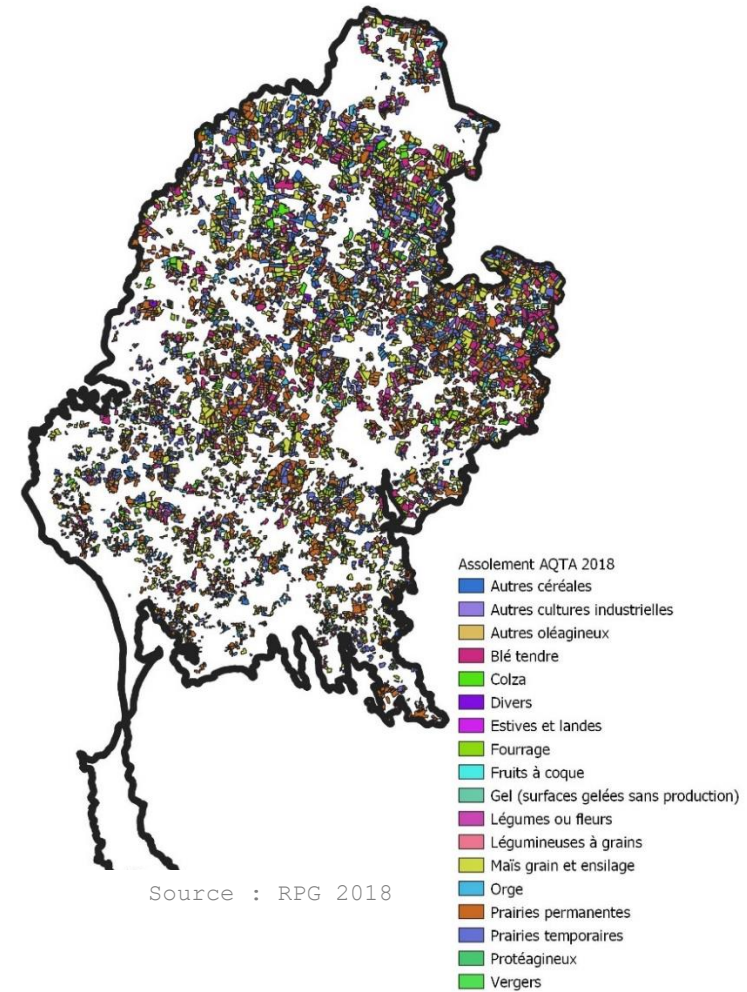 Assolement AQTA 2018
Autres céréales
Autres cultures industrielles
Autres oléagineux
Blé tendre
Colza
Divers
Estives et landes
Fourrage
Fruits à coque
Gel (surfaces gelées sans production)
Légumes ou fleurs
Légumineuses à grains
Maïs grain et ensilage
Orge
Prairies permanentes
Prairies temporaires
Protéagineux
Vergers
Source : RPG 2018